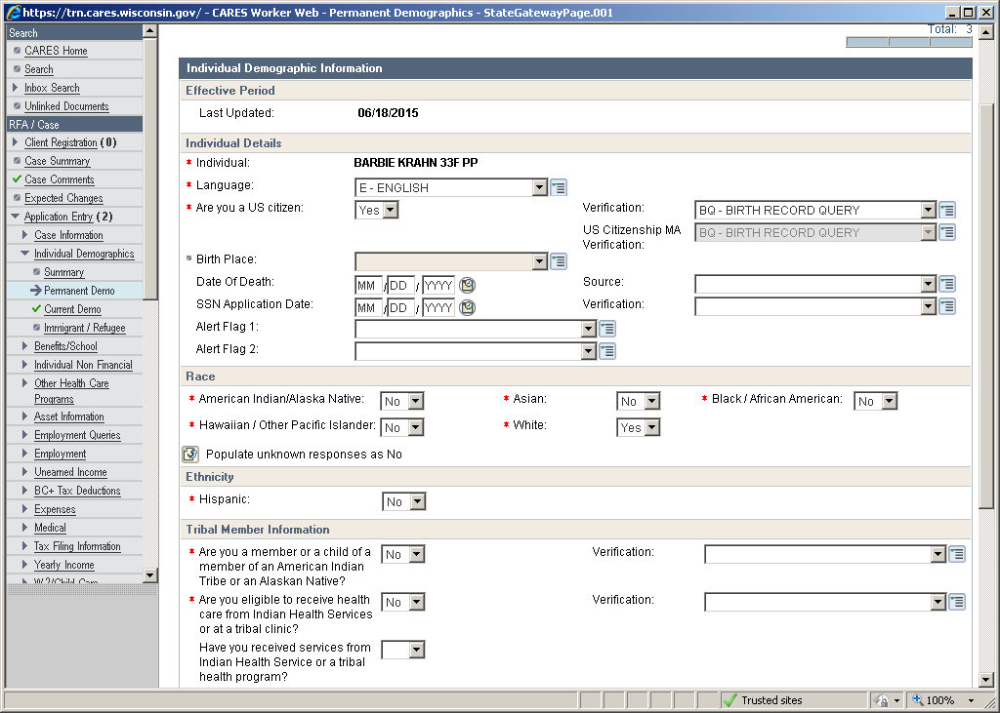 https://trn.cares.wisconsin.gov/ - CARES Worker Web - Permanent Demographics - StateGatewayPage.001
Search
CARES Home
Search
Inbox Search
Unlinked Documents
RFA / Case
Client Registration (0)
Case Summary
Case Comments
Expected Changes
Application Entry (2)
Case Information
Individual Demographics
Summary
Permanent Demo
Current Demo
Immigrant / Refugee
Benefits/School
Individual Non Financial
Other Health Care
Programs
Asset Information
Employment Queries
Employment
Unearned Income
BC+ Tax Deductions
Expenses
Medical
Tax Filing Information
Yearly Income
W-2/Child Care
Total: 3
Individual Demographic Information
Effective Period
Last Updated: 06/18/2015
Individual Details
* Individual: BARBIE KRAHN 33F PP
* Language: E - ENGLISH
* Are you a US citizen: Yes Verification: BQ - BIRTH RECORD QUERY
US Citizenship MA BQ - BIRTH RECORD QUERY
Verification:
Birth Place:
Date Of Death: MM / DD / YYYY Source:
SSN Application Date: MM / DD / YYYY Verification:
Alert Flag 1:
Alert Flag 2:
Race
* American Indian/Alaska Native: No * Asian: No * Black / African American: No
* Hawaiian / Other Pacific Islander: No * White: Yes
Populate unknown responses as No
Ethnicity
* Hispanic: No
Tribal Member Information
* Are you a member or a child of a No Verification:
member of an American Indian
Tribe or an Alaskan Native?
* Are you eligible to receive health No Verification:
care from Indian Health Services
or at a tribal clinic?
Have you received services from
Indian Health Service or a tribal
health program?
Trusted sites 100%